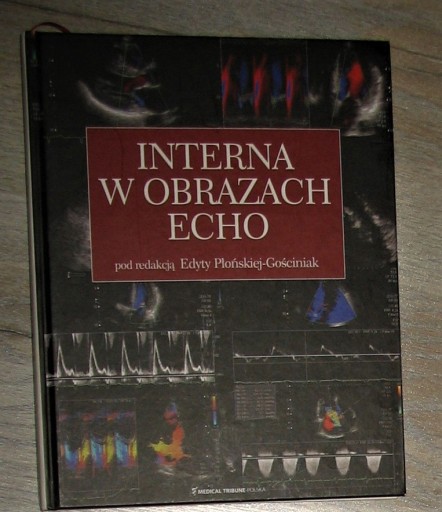 INTERNA
W OBRAZACH
ECHO
pod redakcją Edyty Płońskiej-Gościniak
MEDICAL TRIBUNE POLSKA